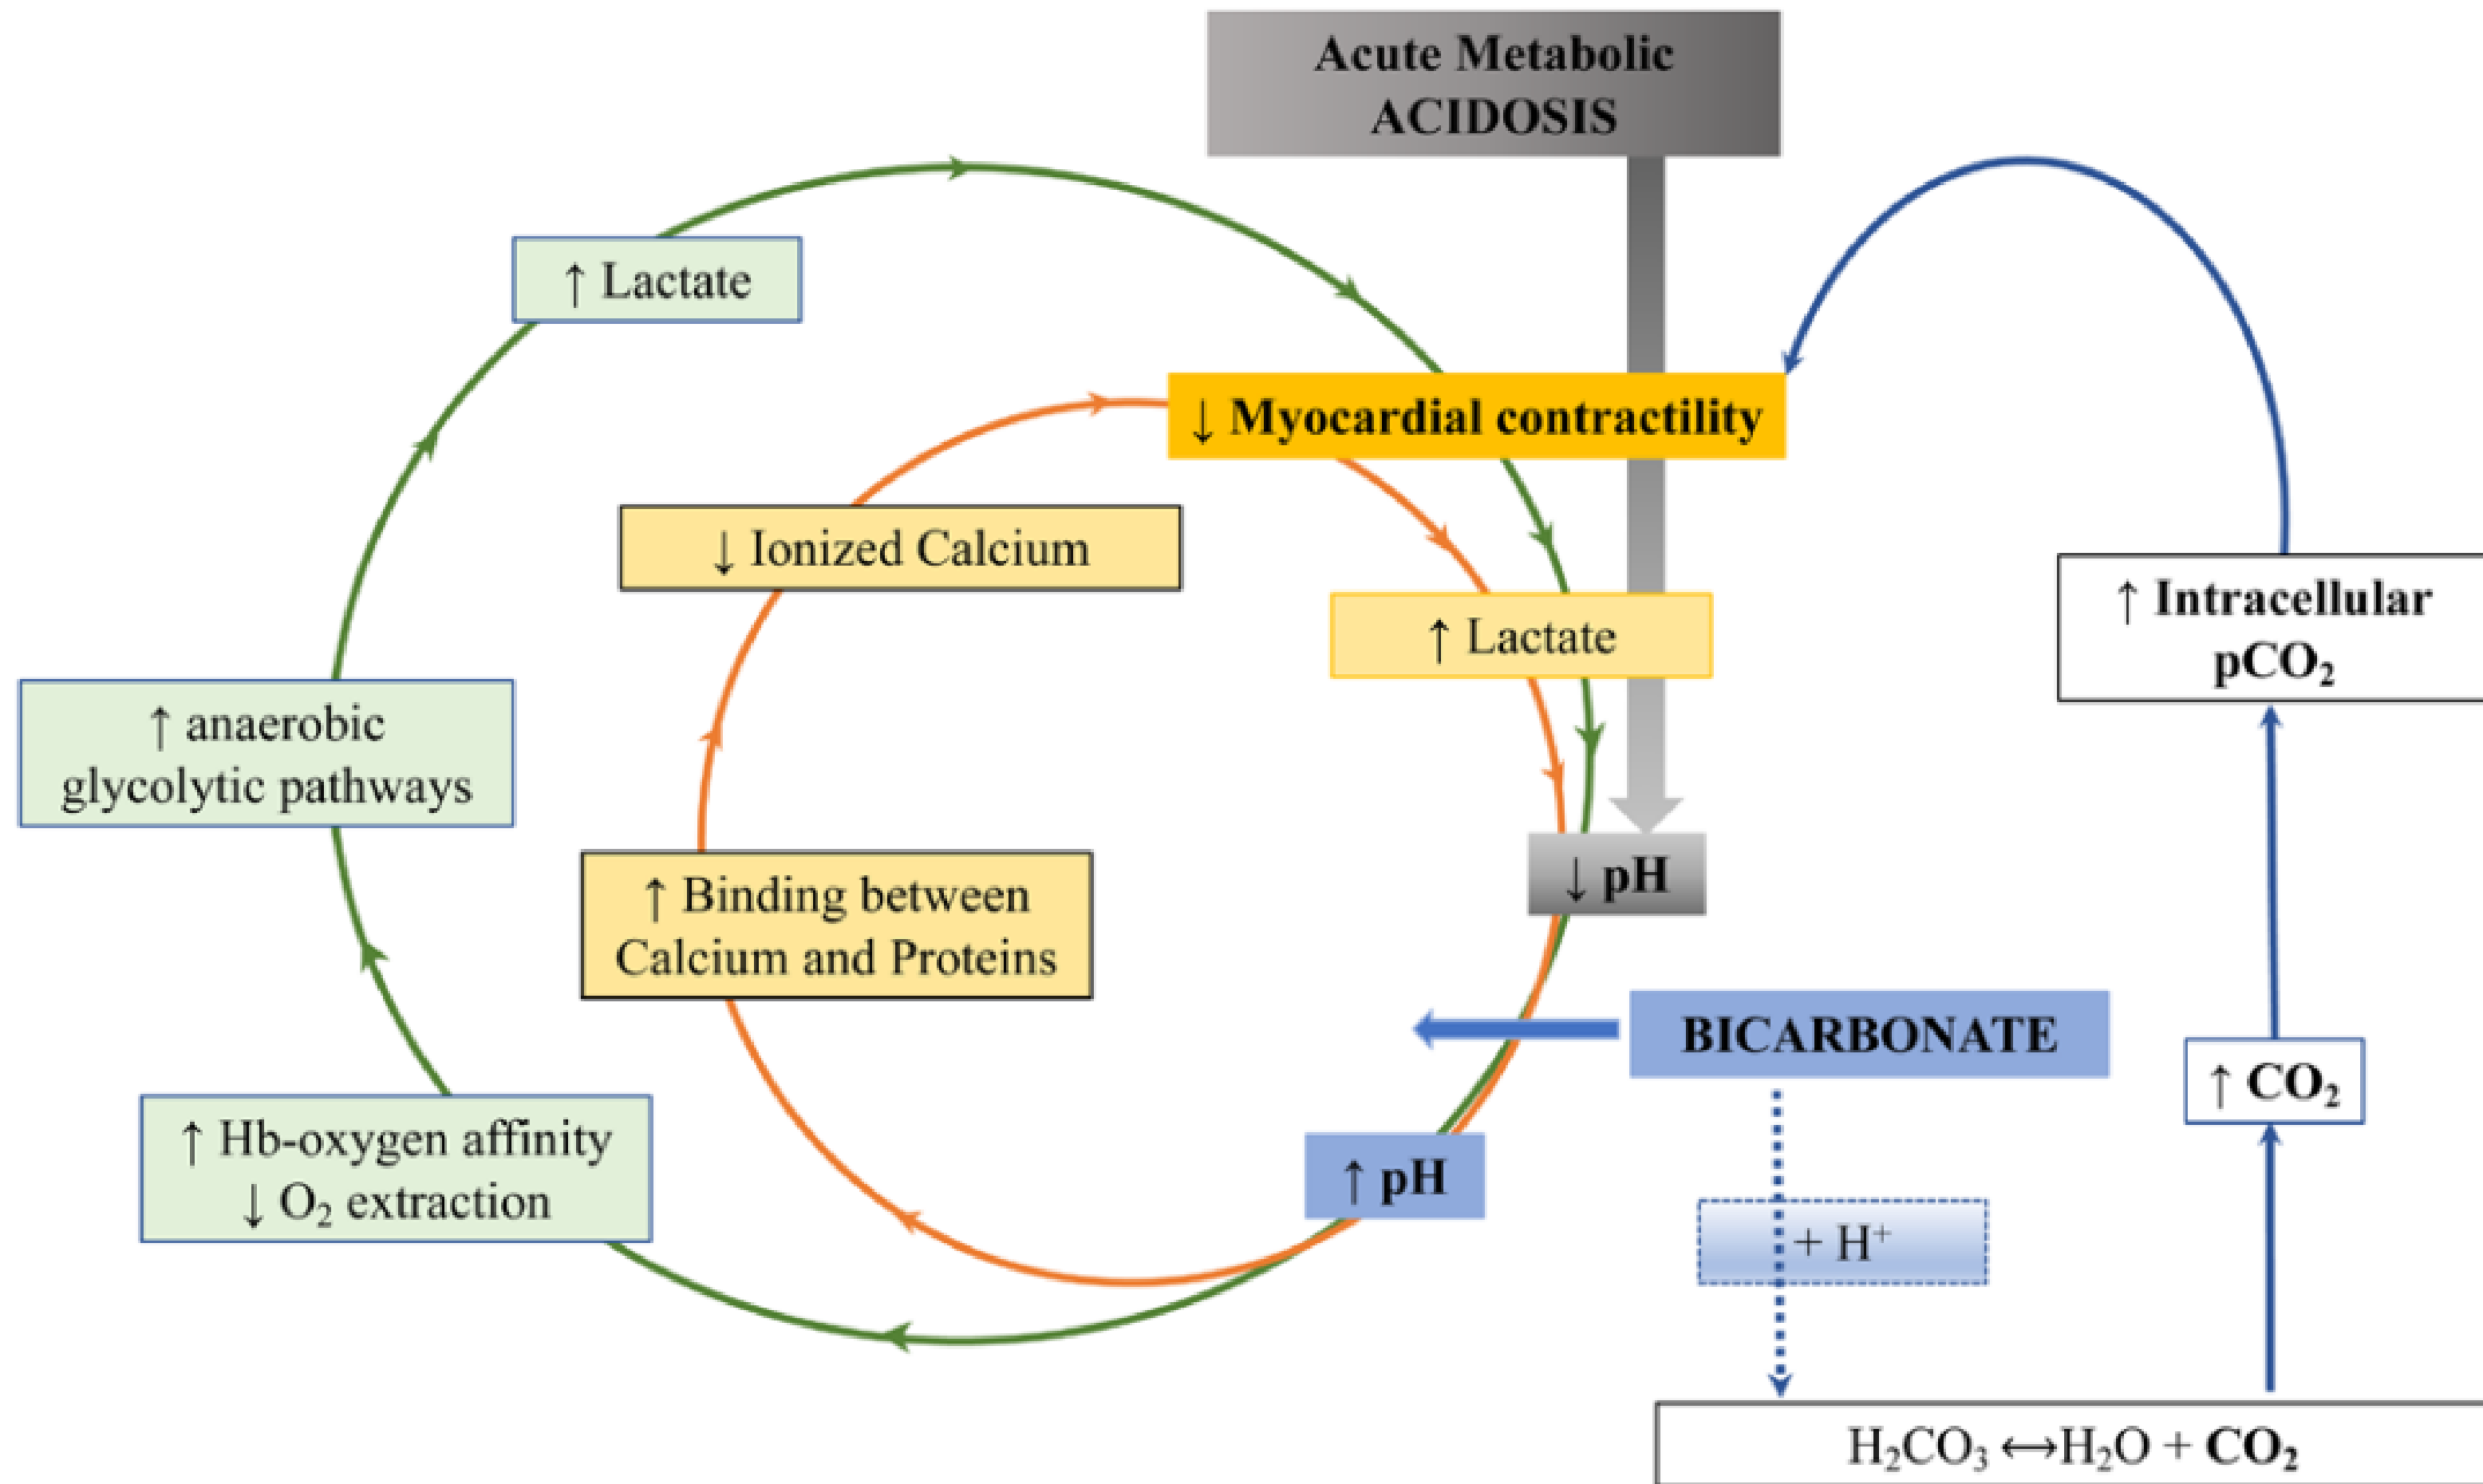 Acute Metabolic
ACIDOSIS
↑ Lactate
↓ Myocardial contractility
↓ Ionized Calcium
↑ Lactate
↑ Intracellular
pCO₂
↑ anaerobic
glycolytic pathways
↑ Binding between
Calcium and Proteins
↓ pH
BICARBONATE
↑ CO₂
↑ Hb-oxygen affinity
↓ O₂ extraction
↑ pH
+ H⁺
H₂CO₃ ↔H₂O + CO₂